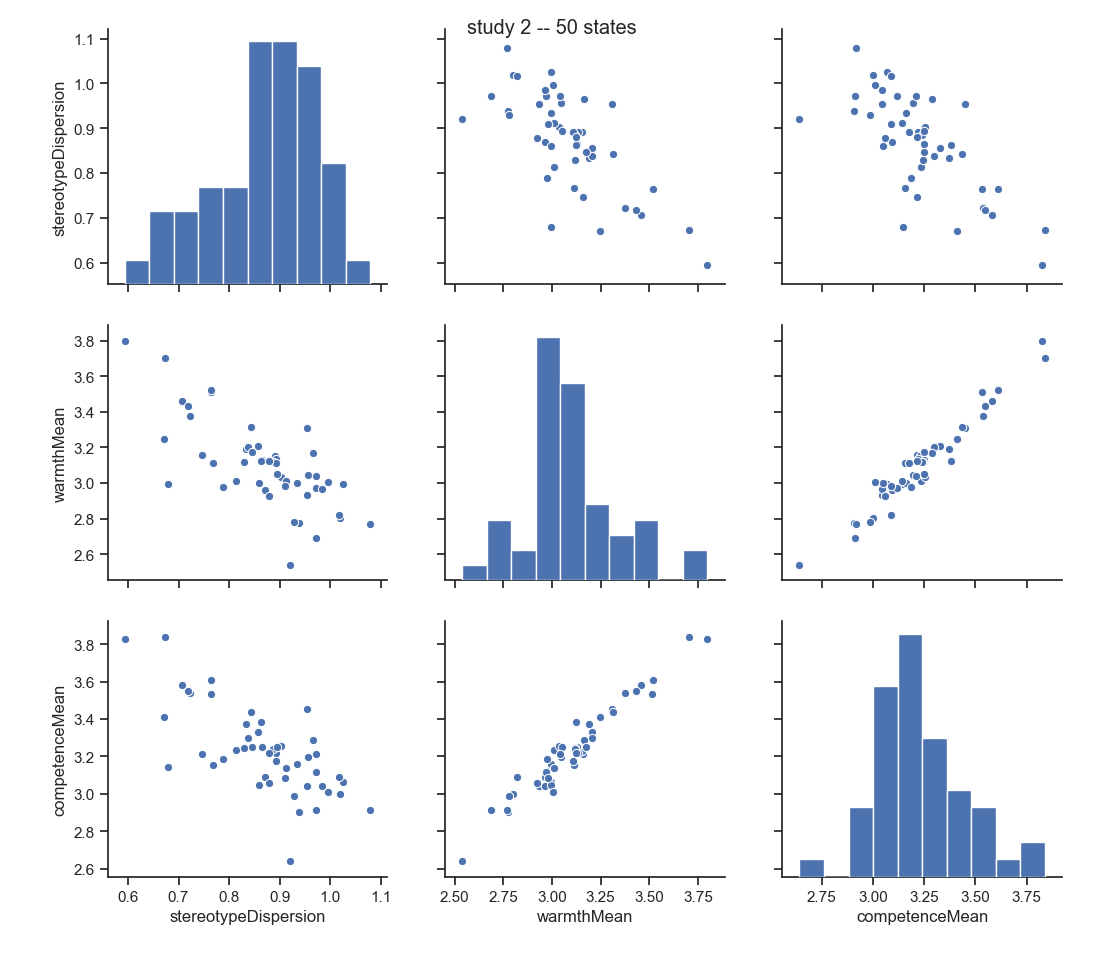 study 2 -- 50 states
1.1
1.0
0.9
0.8
0.7
0.6
stereotypeDispersion
3.8
3.6
3.4
3.2
3.0
2.8
2.6
warmthMean
3.8
3.6
3.4
3.2
3.0
2.8
2.6
competenceMean
0.6 0.7 0.8 0.9 1.0 1.1
stereotypeDispersion
2.50 2.75 3.00 3.25 3.50 3.75
warmthMean
2.75 3.00 3.25 3.50 3.75
competenceMean